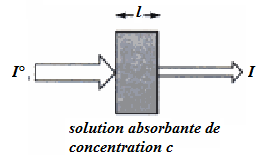 l
I°,
I
solution absorbante de
concentration c